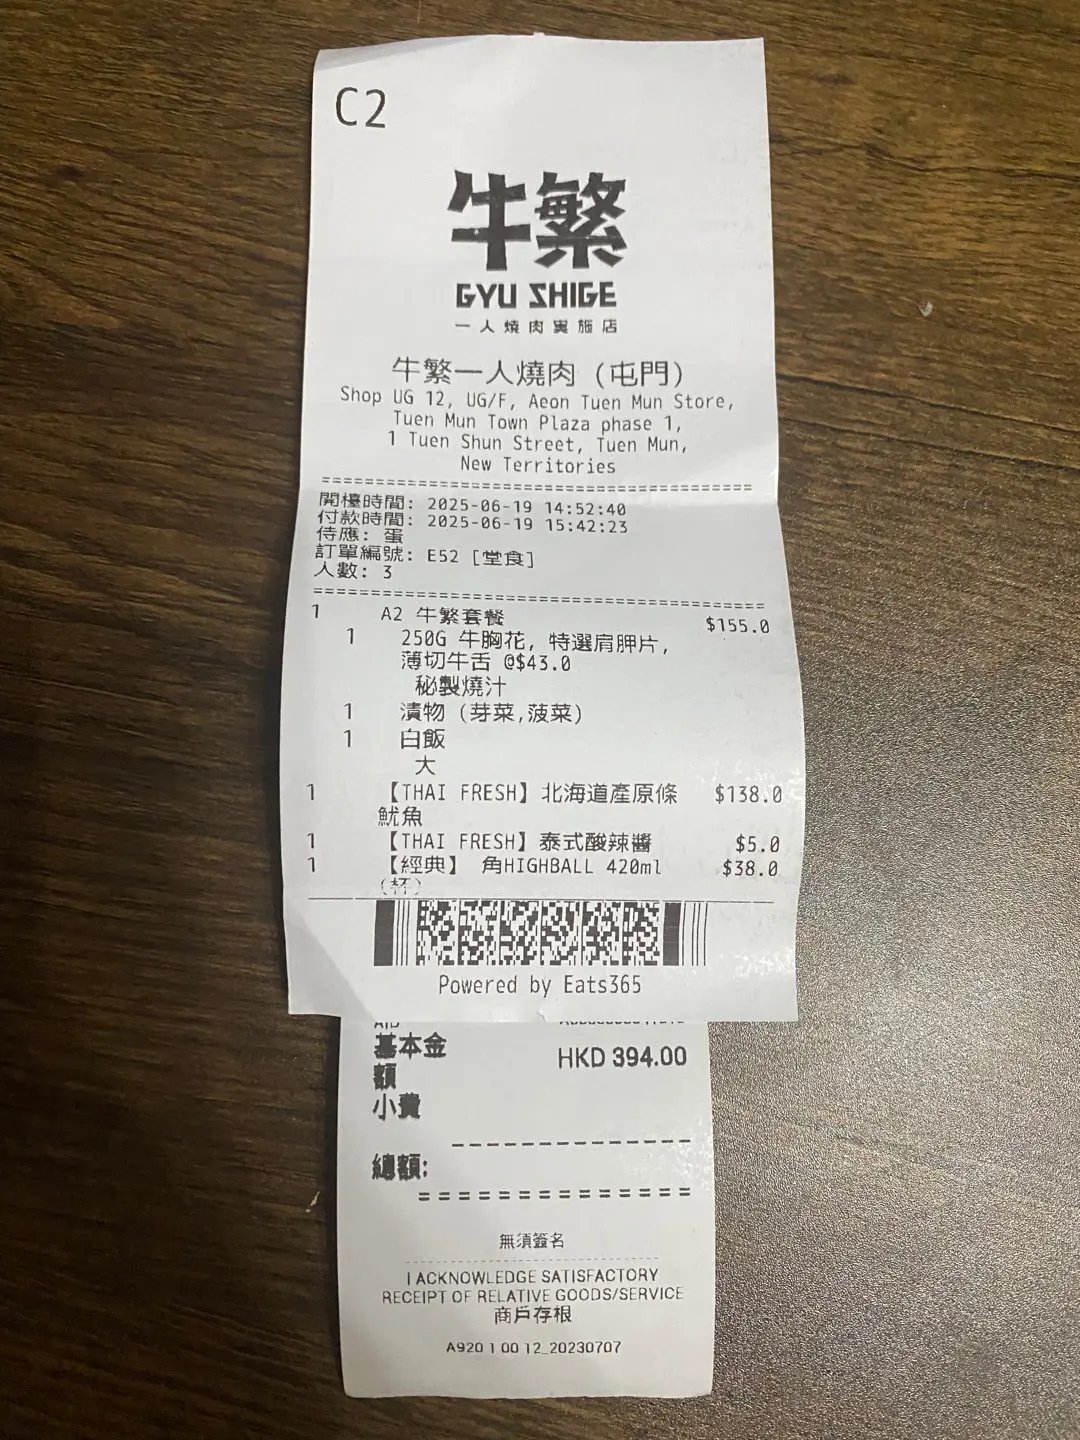 C2
牛繁
GYU SHIGE
一人燒肉實施店
牛繁一人燒肉 (屯門)
Shop UG 12, UG/F, Aeon Tuen Mun Store,
Tuen Mun Town Plaza phase 1,
1 Tuen Shun Street, Tuen Mun,
New Territories
開檯時間: 2025-06-19 14:52:40
付款時間: 2025-06-19 15:42:23
侍應: 蛋
訂單編號: E52 [堂食]
人數: 3
1 A2 牛繁套餐 $155.0
1 250G 牛胸花, 特選肩胛片,
薄切牛舌 @$43.0
秘製燒汁
1 漬物 (芽菜,菠菜)
1 白飯
大
1 【THAI FRESH】北海道產原條 $138.0
魷魚
1 【THAI FRESH】泰式酸辣醬 $5.0
1 【經典】 角HIGHBALL 420ml $38.0
(杯)
Powered by Eats365
基本金 HKD 394.00
額
小費
總額:
無須簽名
I ACKNOWLEDGE SATISFACTORY
RECEIPT OF RELATIVE GOODS/SERVICE
商戶存根
A920 1 00 12_20230707